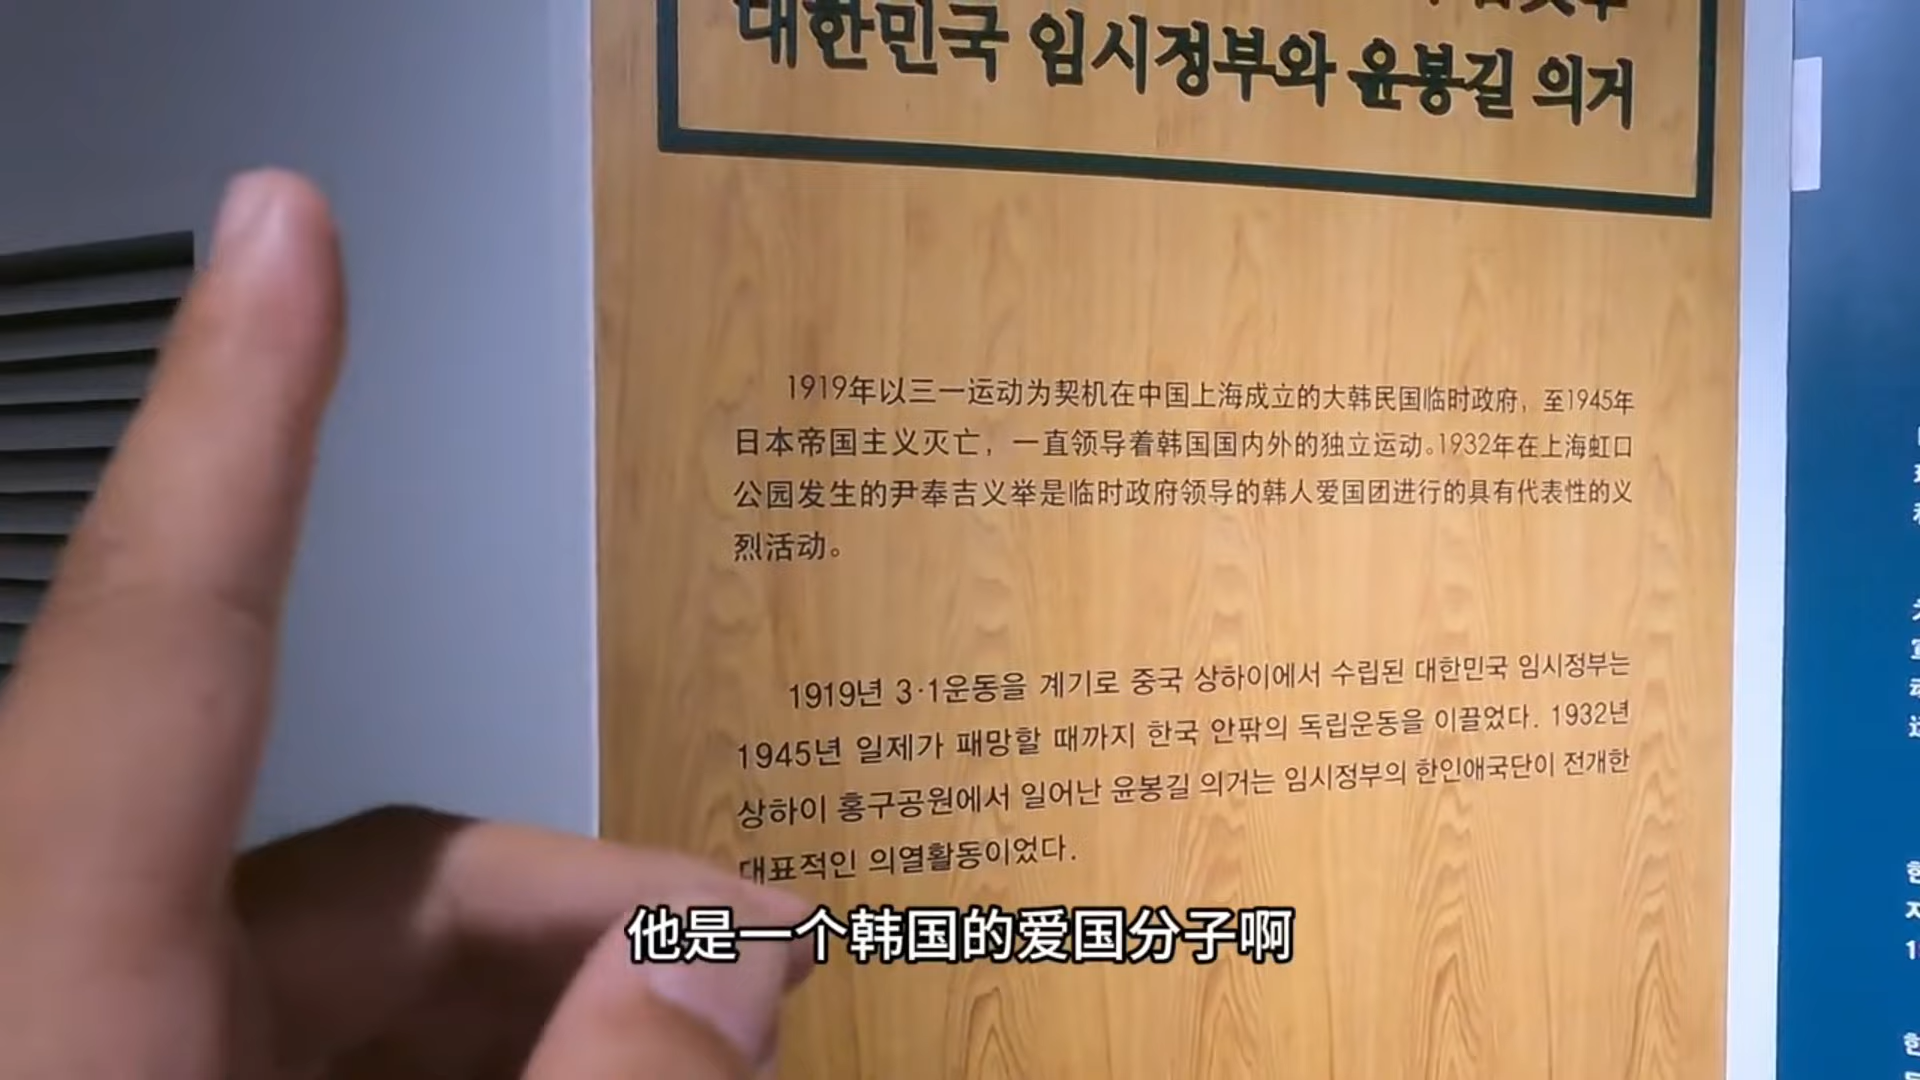 대한민국 임시정부와 윤봉길 의거
1919年以三一运动为契机在中国上海成立的大韩民国临时政府，至1945年
日本帝国主义灭亡，一直领导着韩国国内外的独立运动。1932年在上海虹口
公园发生的尹奉吉义举是临时政府领导的韩人爱国团进行的具有代表性的义
烈活动。
1919년 3·1운동을 계기로 중국 상하이에서 수립된 대한민국 임시정부는
1945년 일제가 패망할 때까지 한국 안팎의 독립운동을 이끌었다. 1932년
상하이 홍구공원에서 일어난 윤봉길 의거는 임시정부의 한인애국단이 전개한
대표적인 의열활동이었다.
他是一个韩国的爱国分子啊